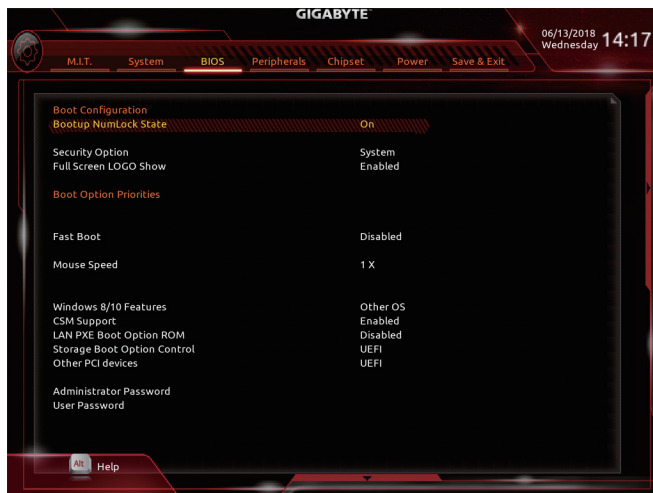 GIGABYTE™
06/13/2018
Wednesday
14:17
M.I.T. System BIOS Peripherals Chipset Power Save & Exit
Boot Configuration
Bootup NumLock State On
Security Option System
Full Screen LOGO Show Enabled
Boot Option Priorities
Fast Boot Disabled
Mouse Speed 1 X
Windows 8/10 Features Other OS
CSM Support Enabled
LAN PXE Boot Option ROM Disabled
Storage Boot Option Control UEFI
Other PCI devices UEFI
Administrator Password
User Password
Alt Help